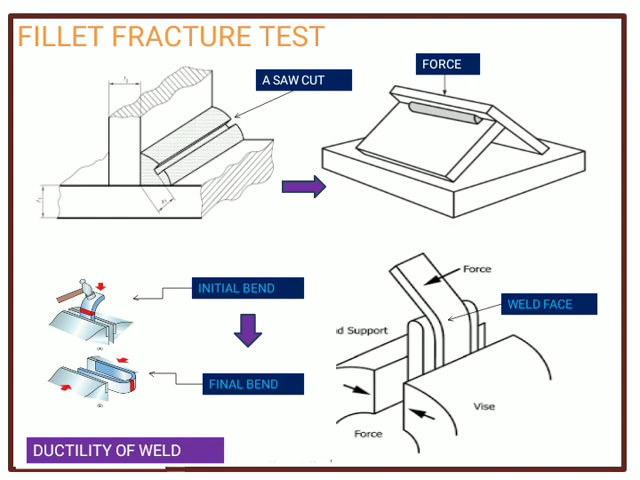 FILLET FRACTURE TEST
A SAW CUT
FORCE
INITIAL BEND
Force
WELD FACE
d Support
FINAL BEND
Vise
Force
DUCTILITY OF WELD